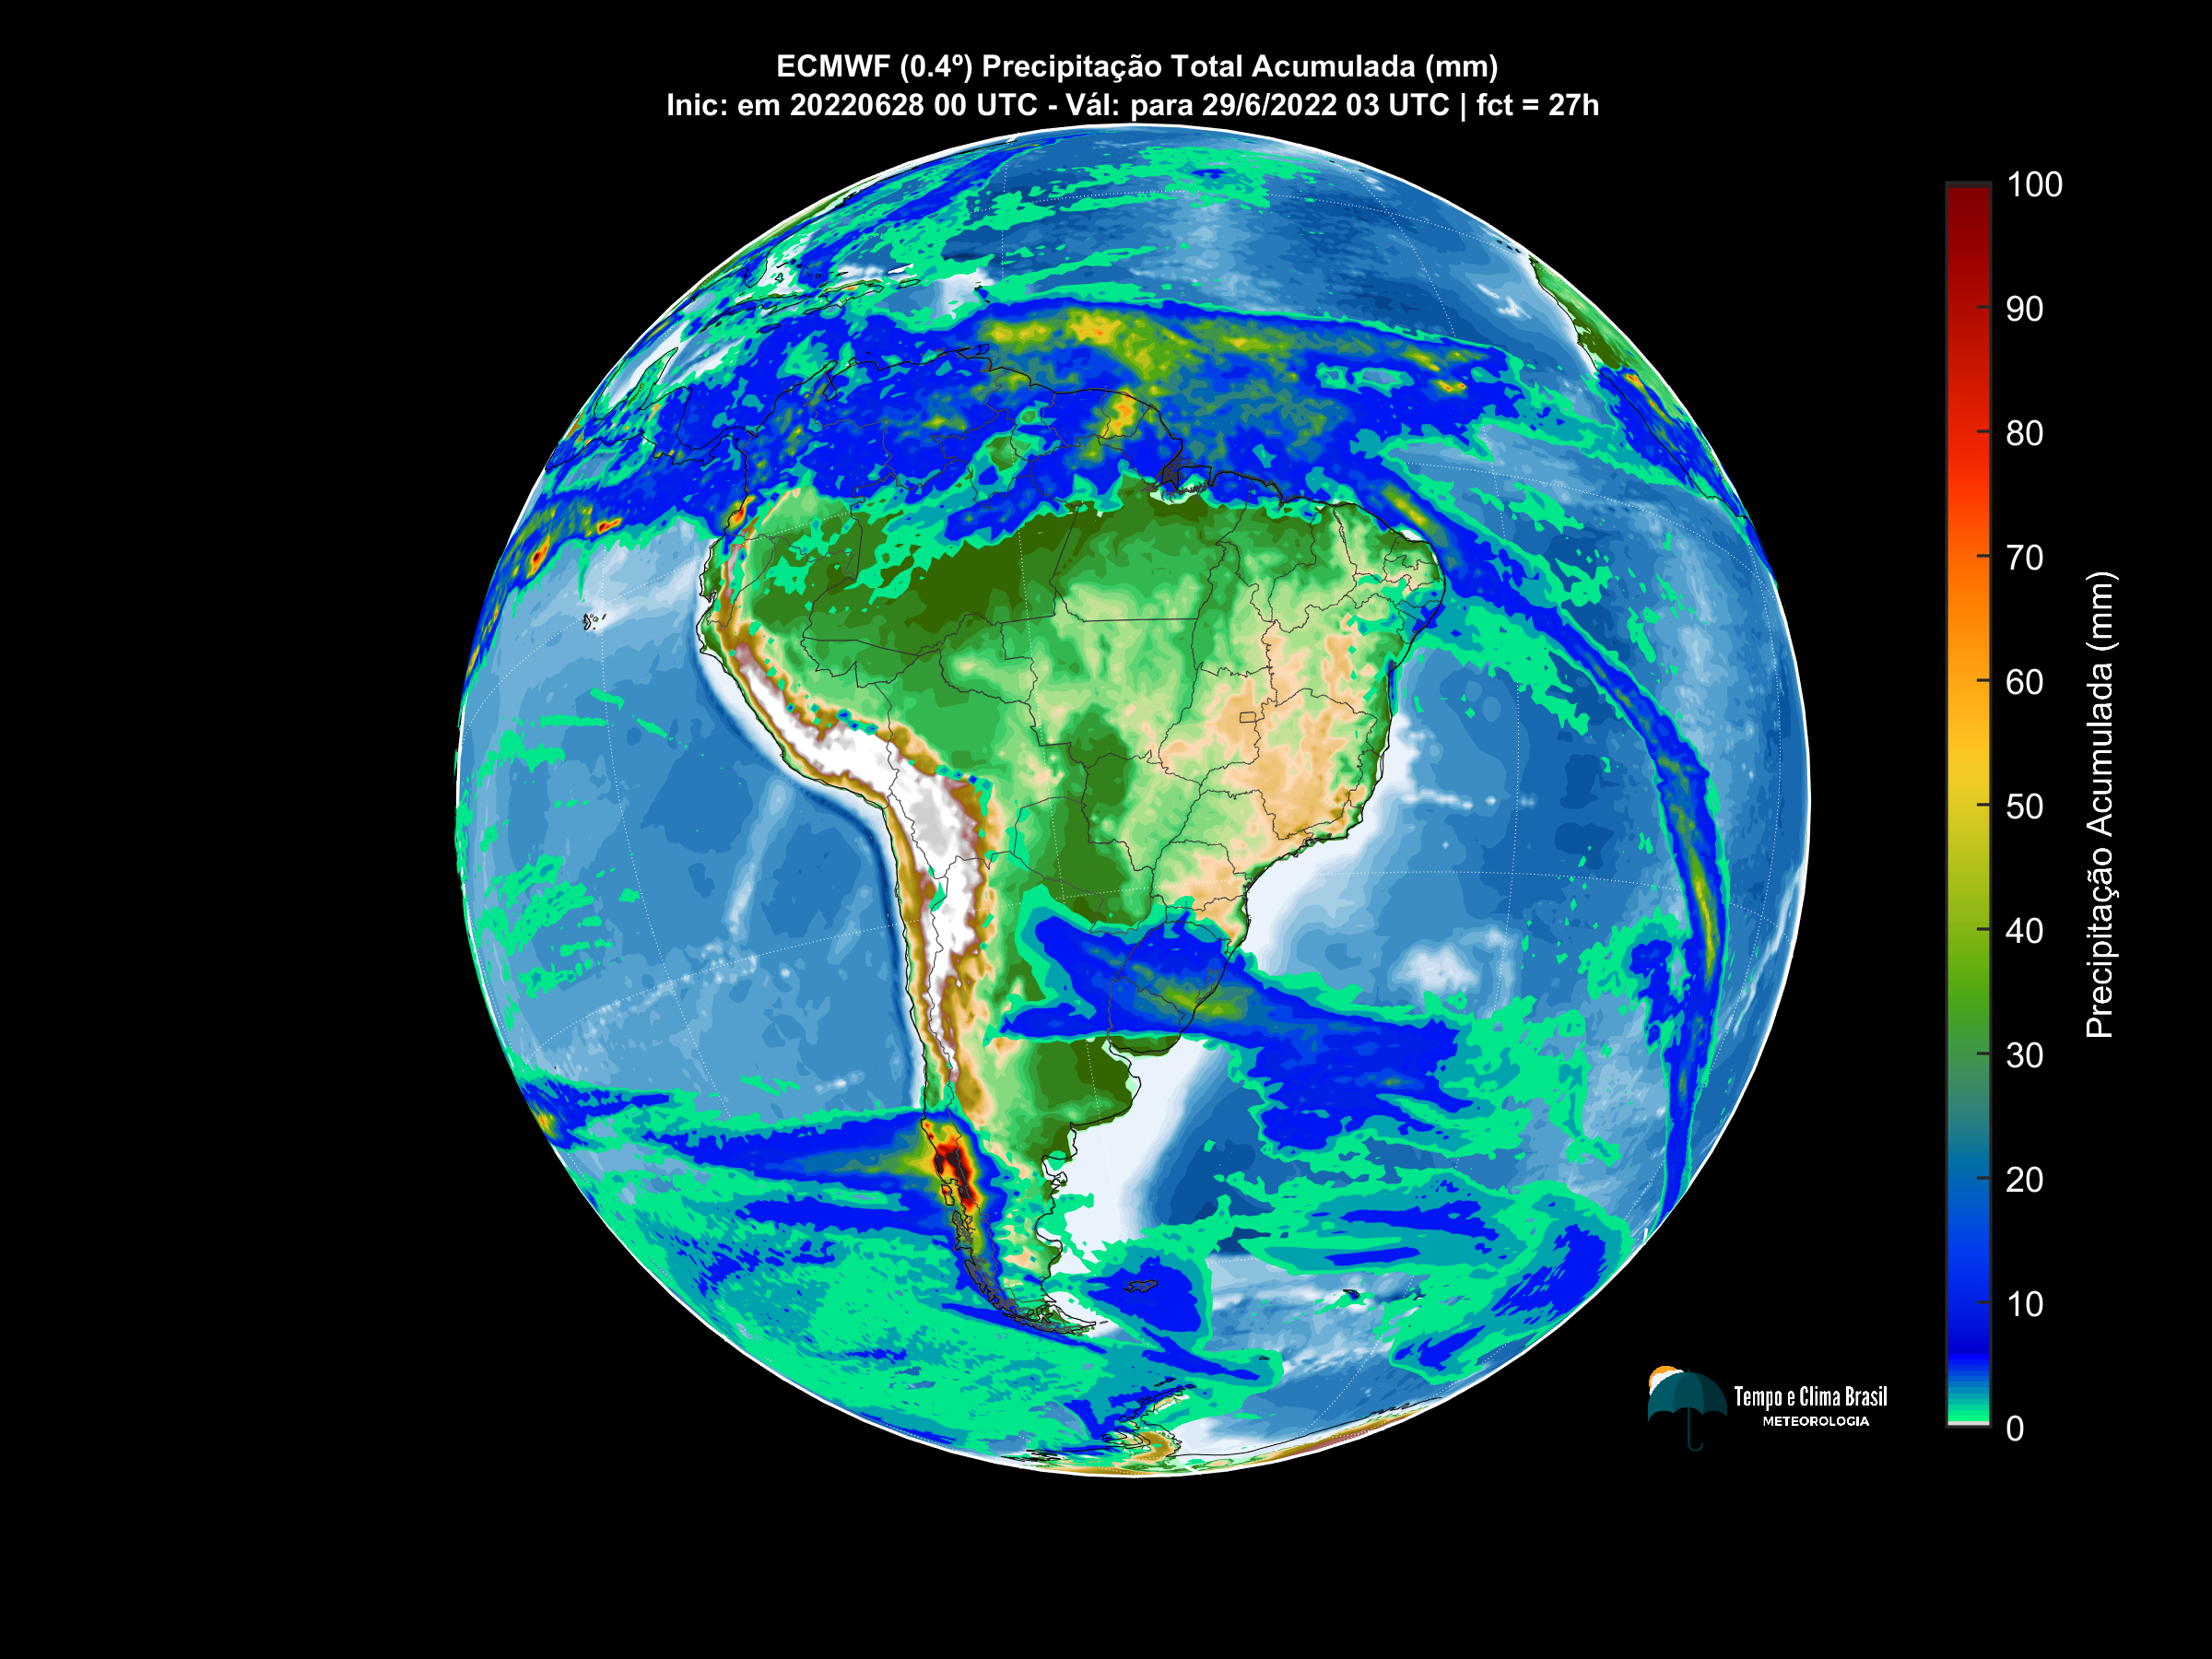 ECMWF (0.4º) Precipitação Total Acumulada (mm)
Inic: em 20220628 00 UTC - Vál: para 29/6/2022 03 UTC | fct = 27h
100
90
80
70
60
50
40
30
20
10
0
Precipitação Acumulada (mm)
Tempo e Clima Brasil
METEOROLOGIA